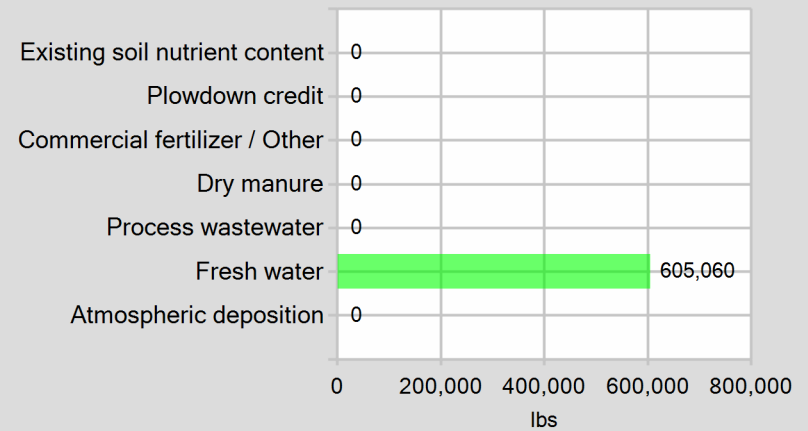 Existing soil nutrient content 0
Plowdown credit 0
Commercial fertilizer / Other 0
Dry manure 0
Process wastewater 0
Fresh water 605,060
Atmospheric deposition 0
0 200,000 400,000 600,000 800,000
lbs